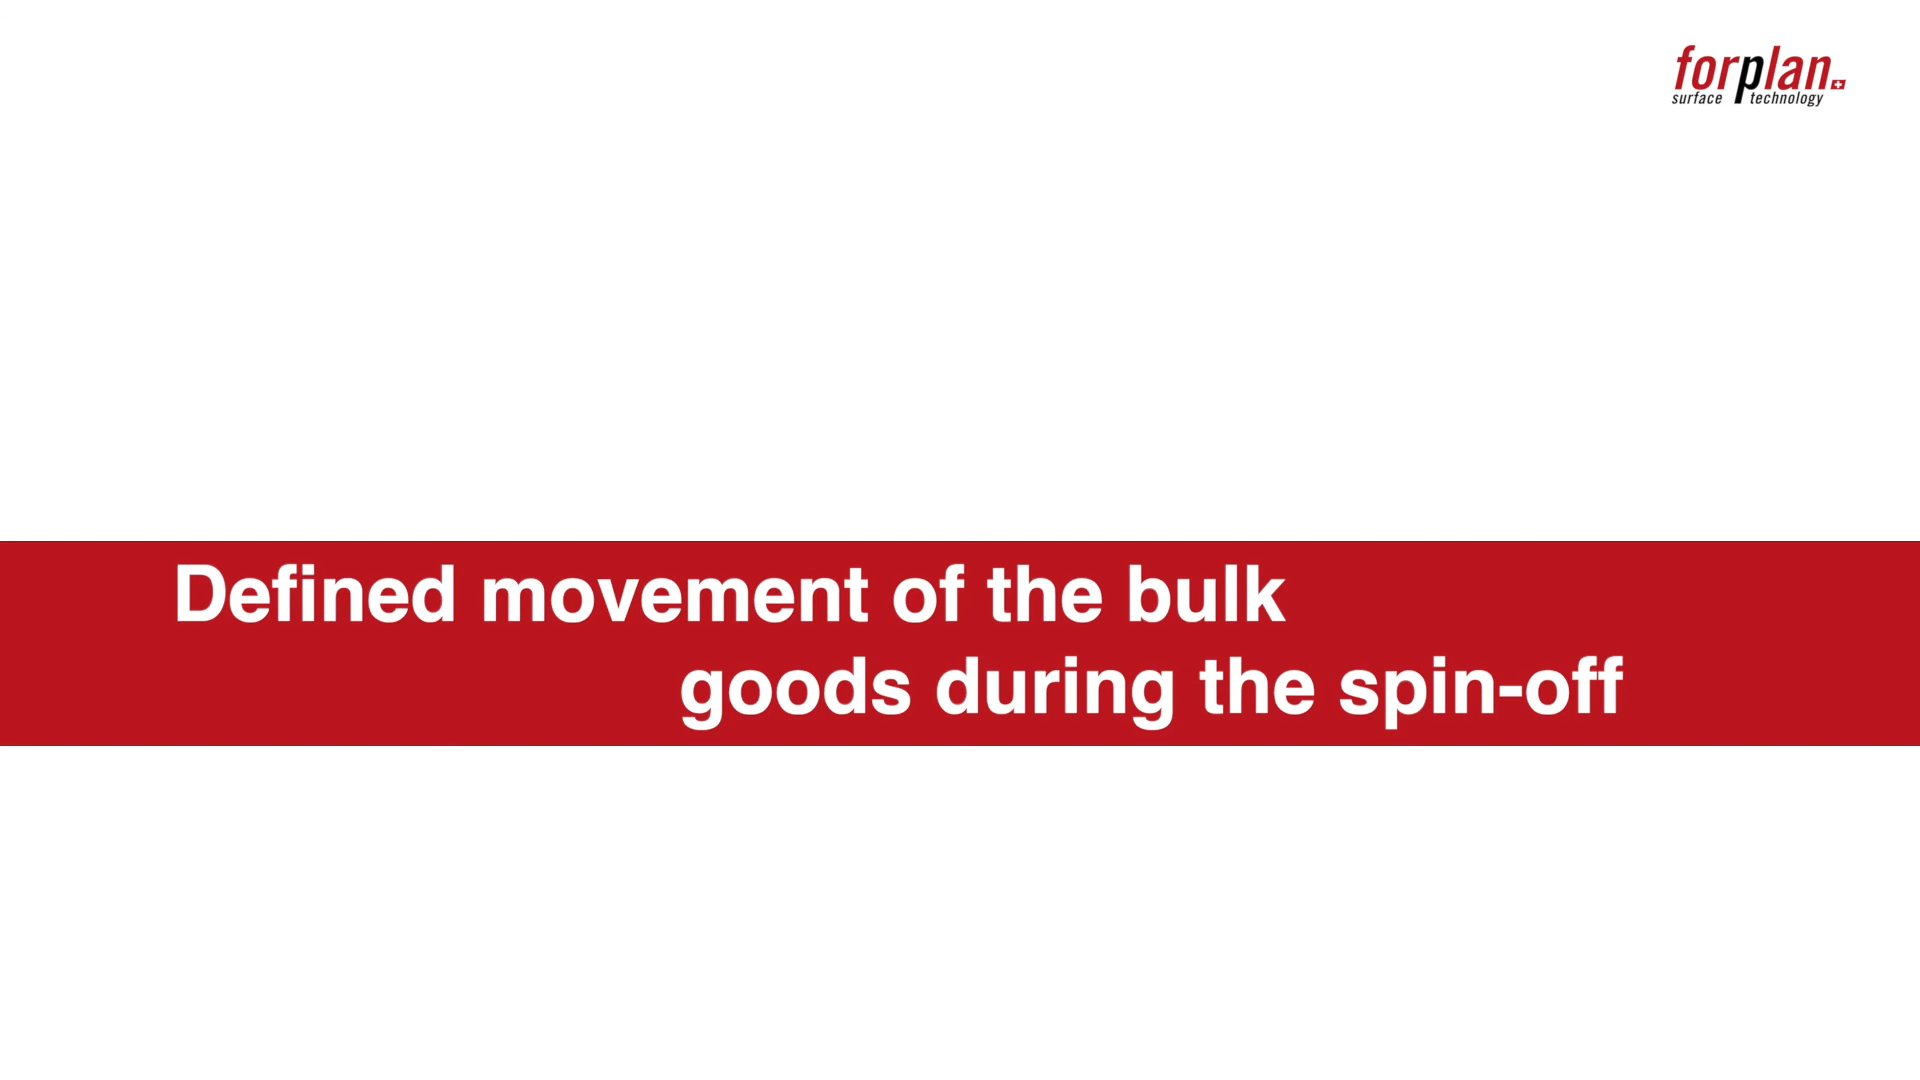 forplan
surface technology
Defined movement of the bulk
goods during the spin-off